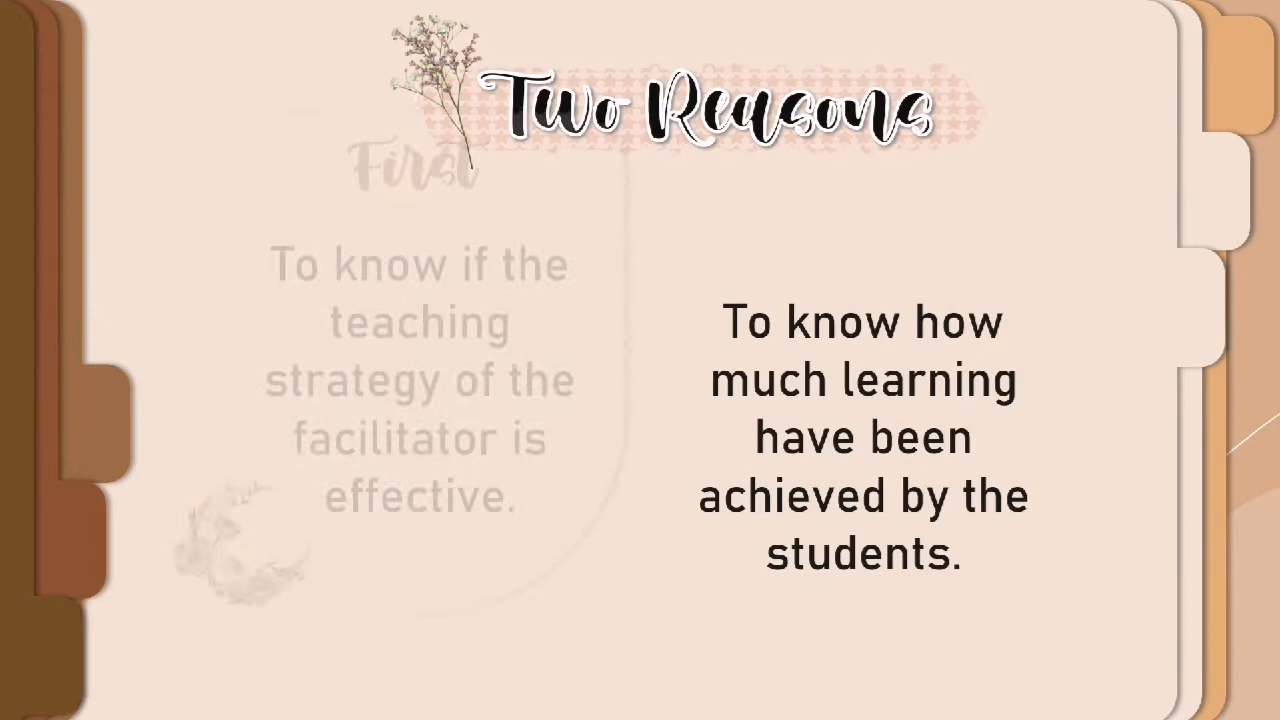 Two Reasons
First
To know if the
teaching
strategy of the
facilitator is
effective.
To know how
much learning
have been
achieved by the
students.